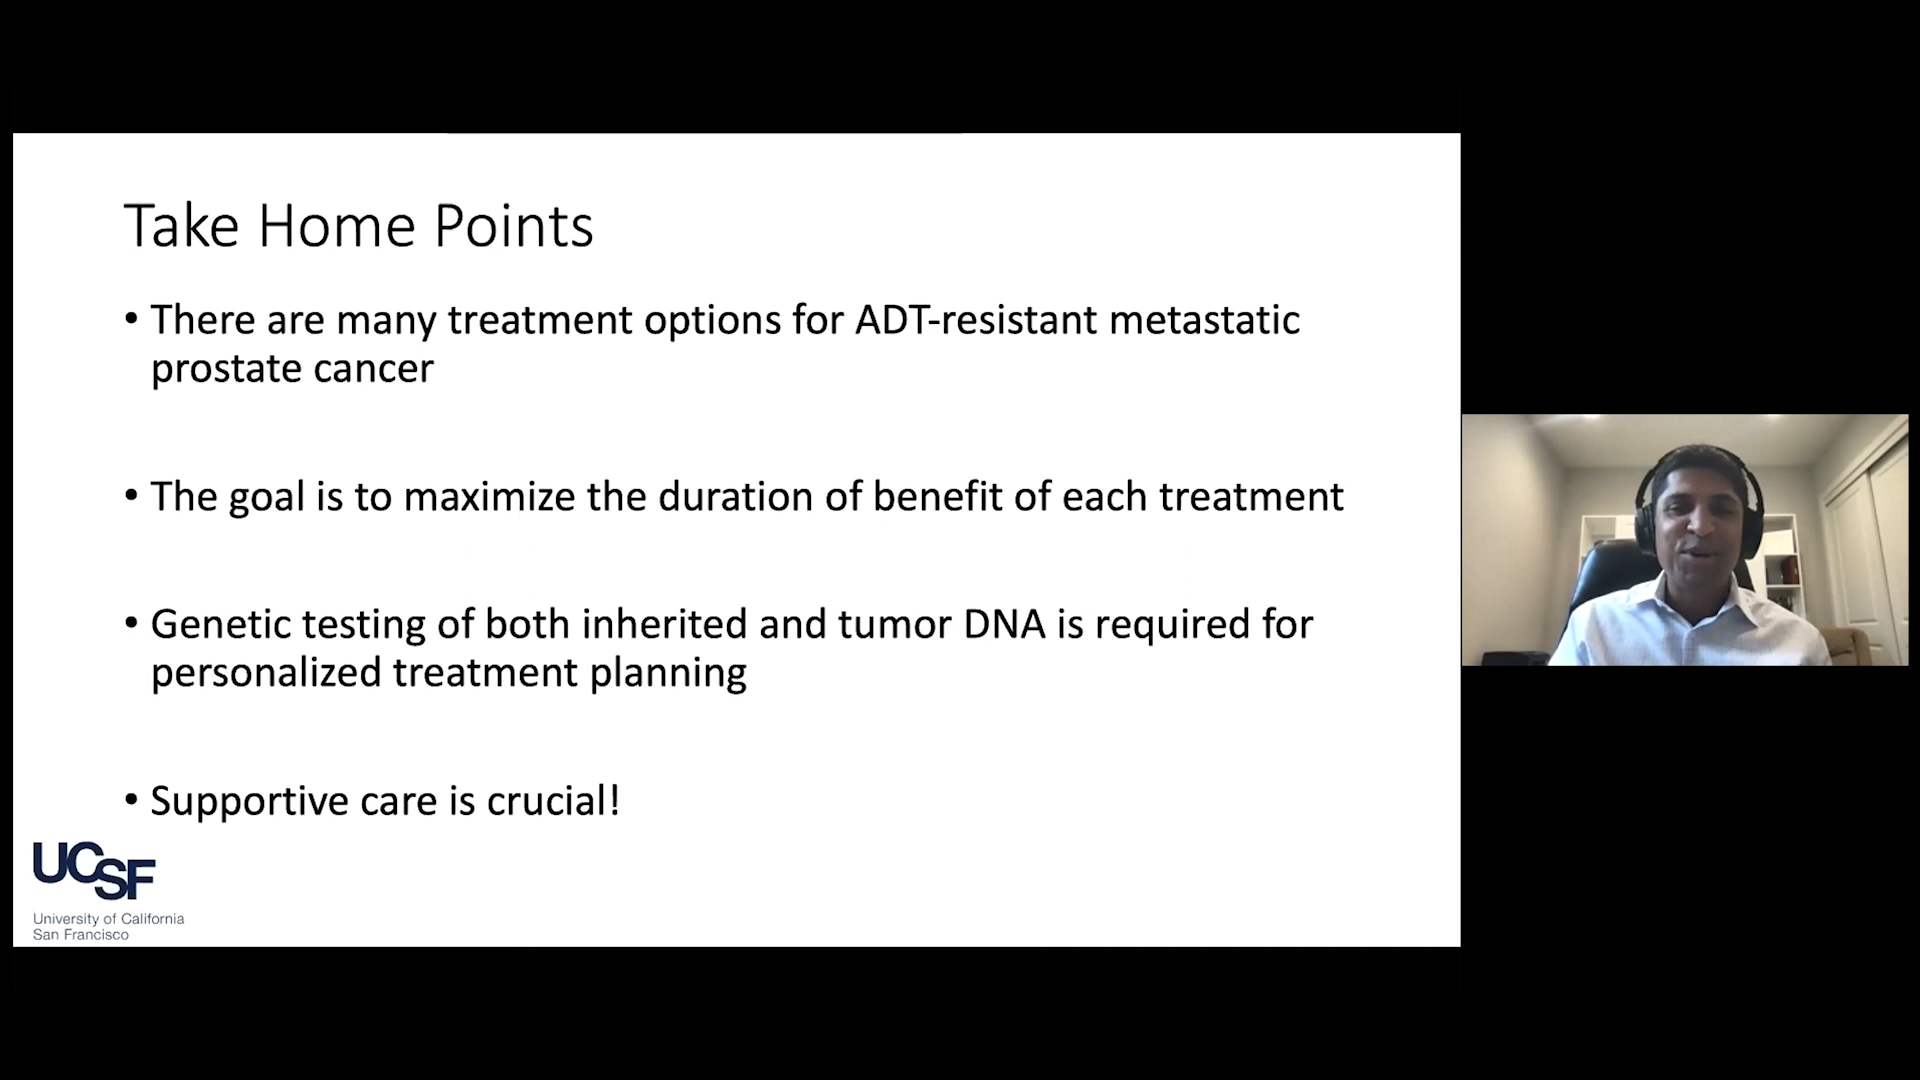 Take Home Points
• There are many treatment options for ADT-resistant metastatic
prostate cancer
• The goal is to maximize the duration of benefit of each treatment
• Genetic testing of both inherited and tumor DNA is required for
personalized treatment planning
• Supportive care is crucial!
UCSF
University of California
San Francisco